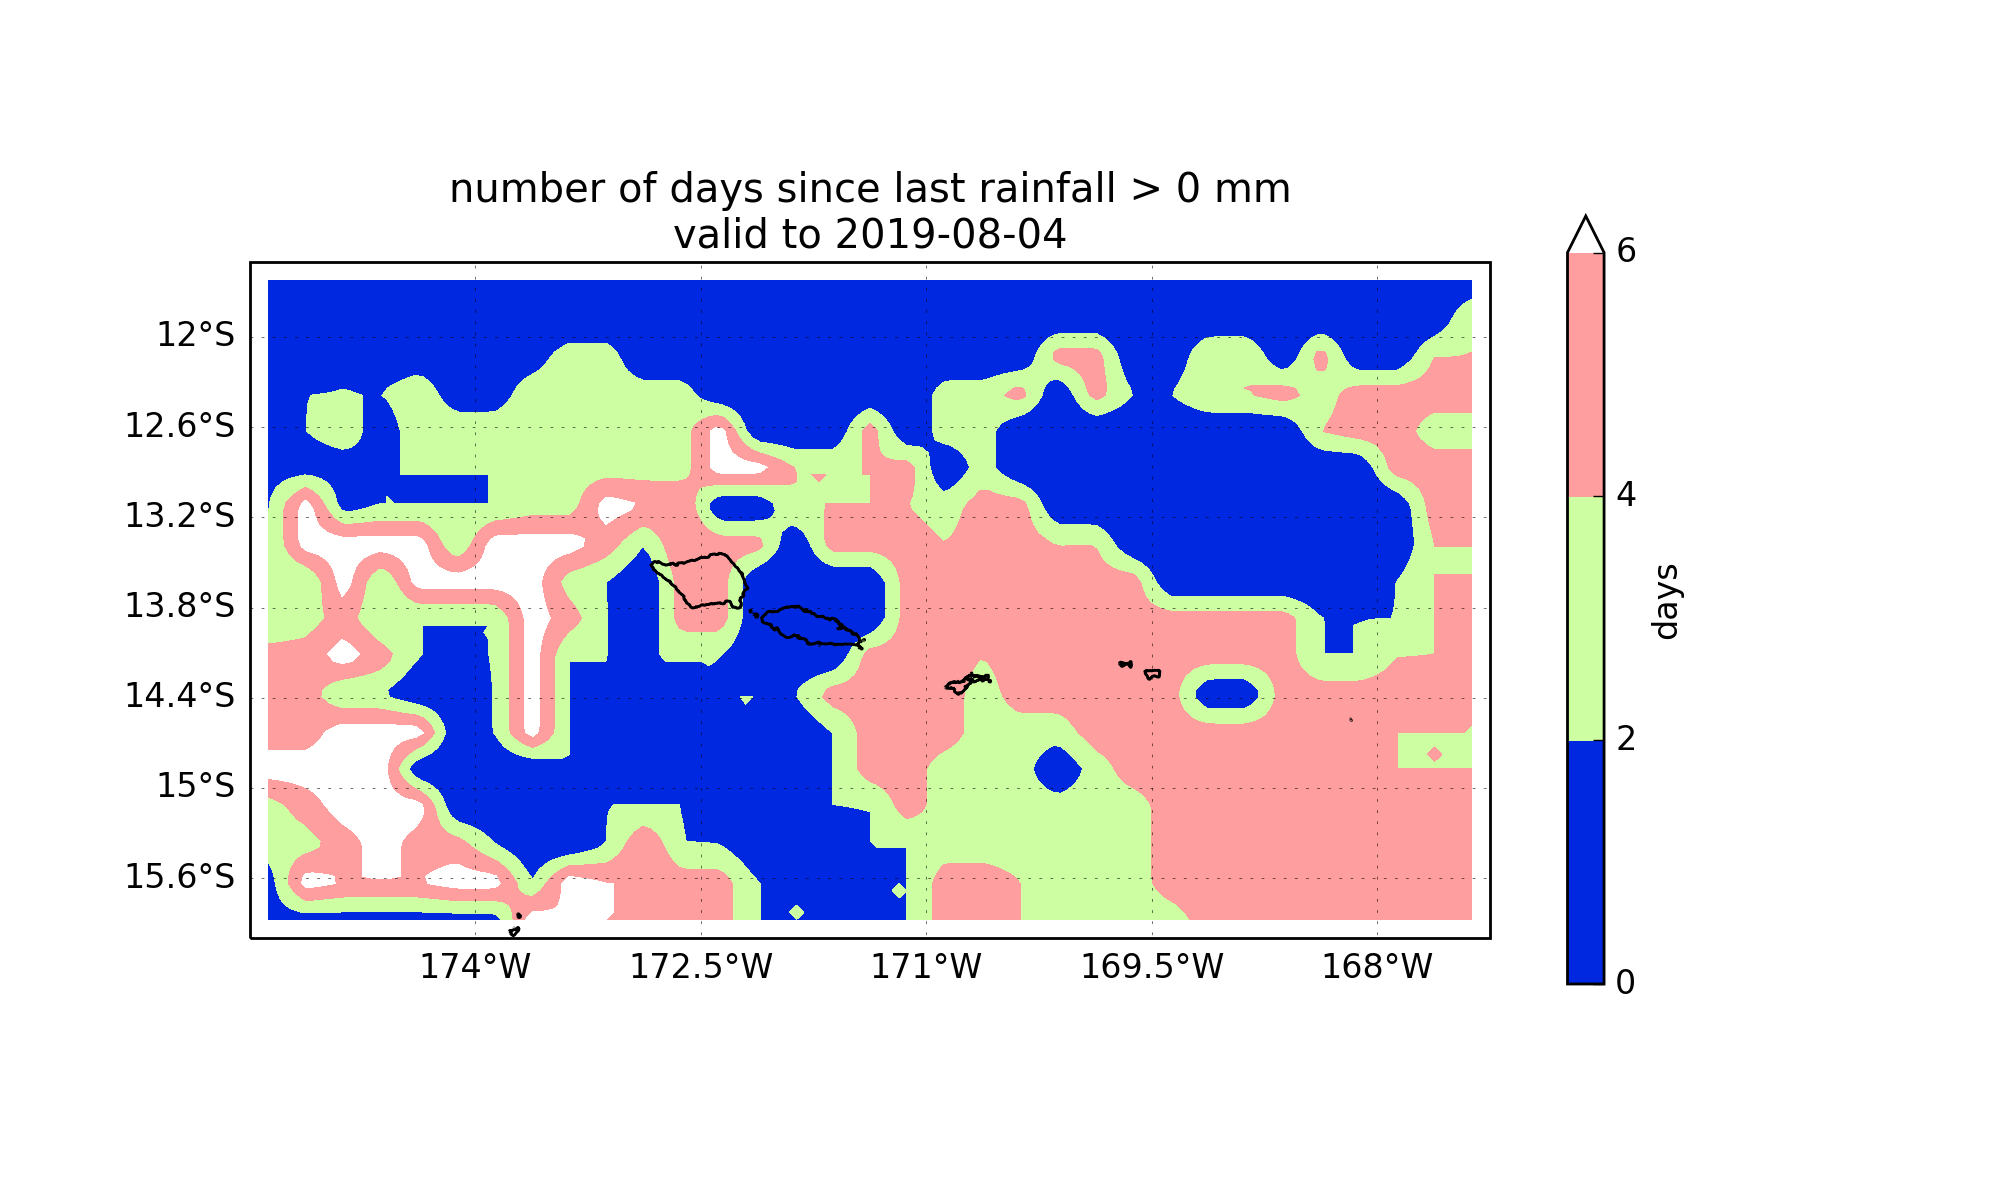 number of days since last rainfall > 0 mm
valid to 2019-08-04
12°S
12.6°S
13.2°S
13.8°S
14.4°S
15°S
15.6°S
174°W 172.5°W 171°W 169.5°W 168°W
6
4
2
0
days